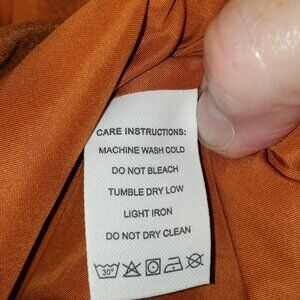 CARE INSTRUCTIONS:
MACHINE WASH COLD
DO NOT BLEACH
TUMBLE DRY LOW
LIGHT IRON
DO NOT DRY CLEAN
30°